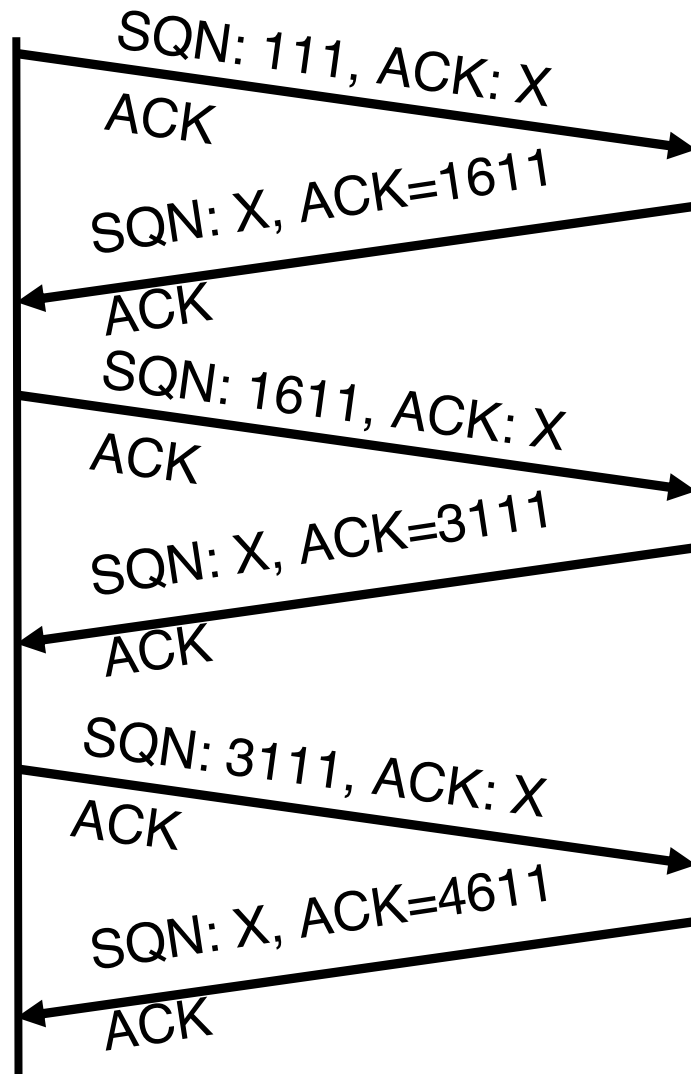 SQN: 111, ACK: X
ACK
SQN: X, ACK=1611
ACK
SQN: 1611, ACK: X
ACK
SQN: X, ACK=3111
ACK
SQN: 3111, ACK: X
ACK
SQN: X, ACK=4611
ACK